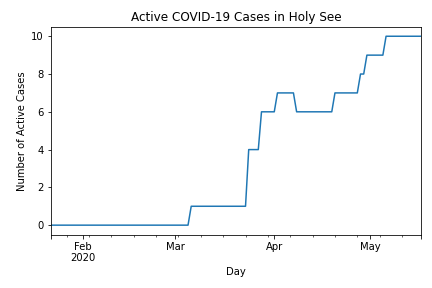 Active COVID-19 Cases in Holy See
Number of Active Cases
10
8
6
4
2
0
Feb Mar Apr May
2020
Day